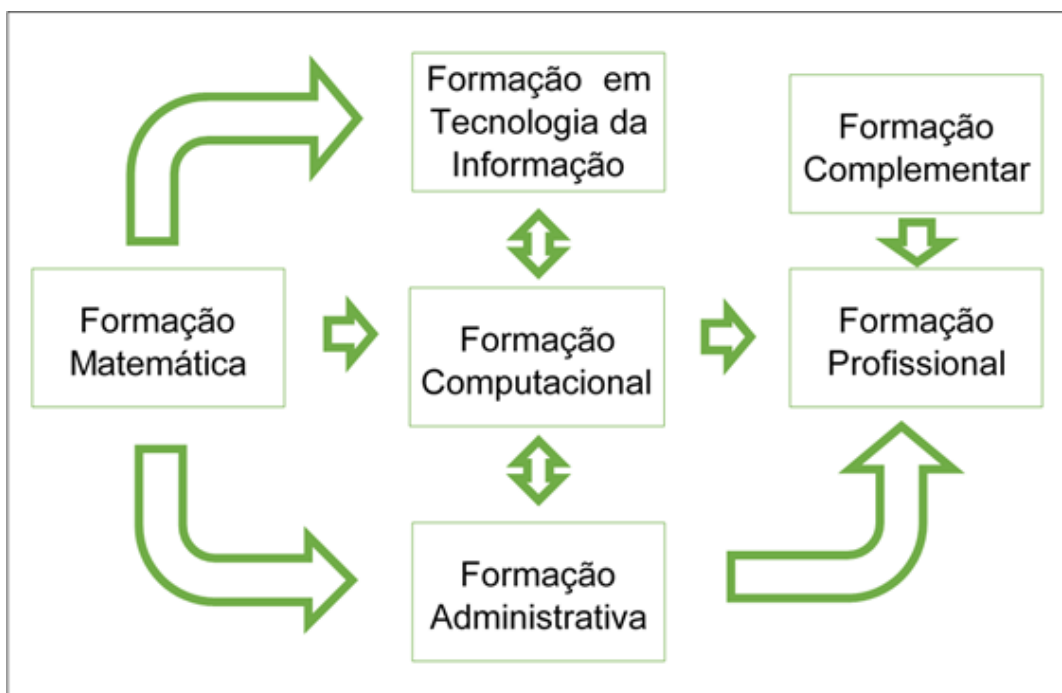 Formação em
Tecnologia da
Informação
Formação
Complementar
Formação
Matemática
Formação
Computacional
Formação
Profissional
Formação
Administrativa